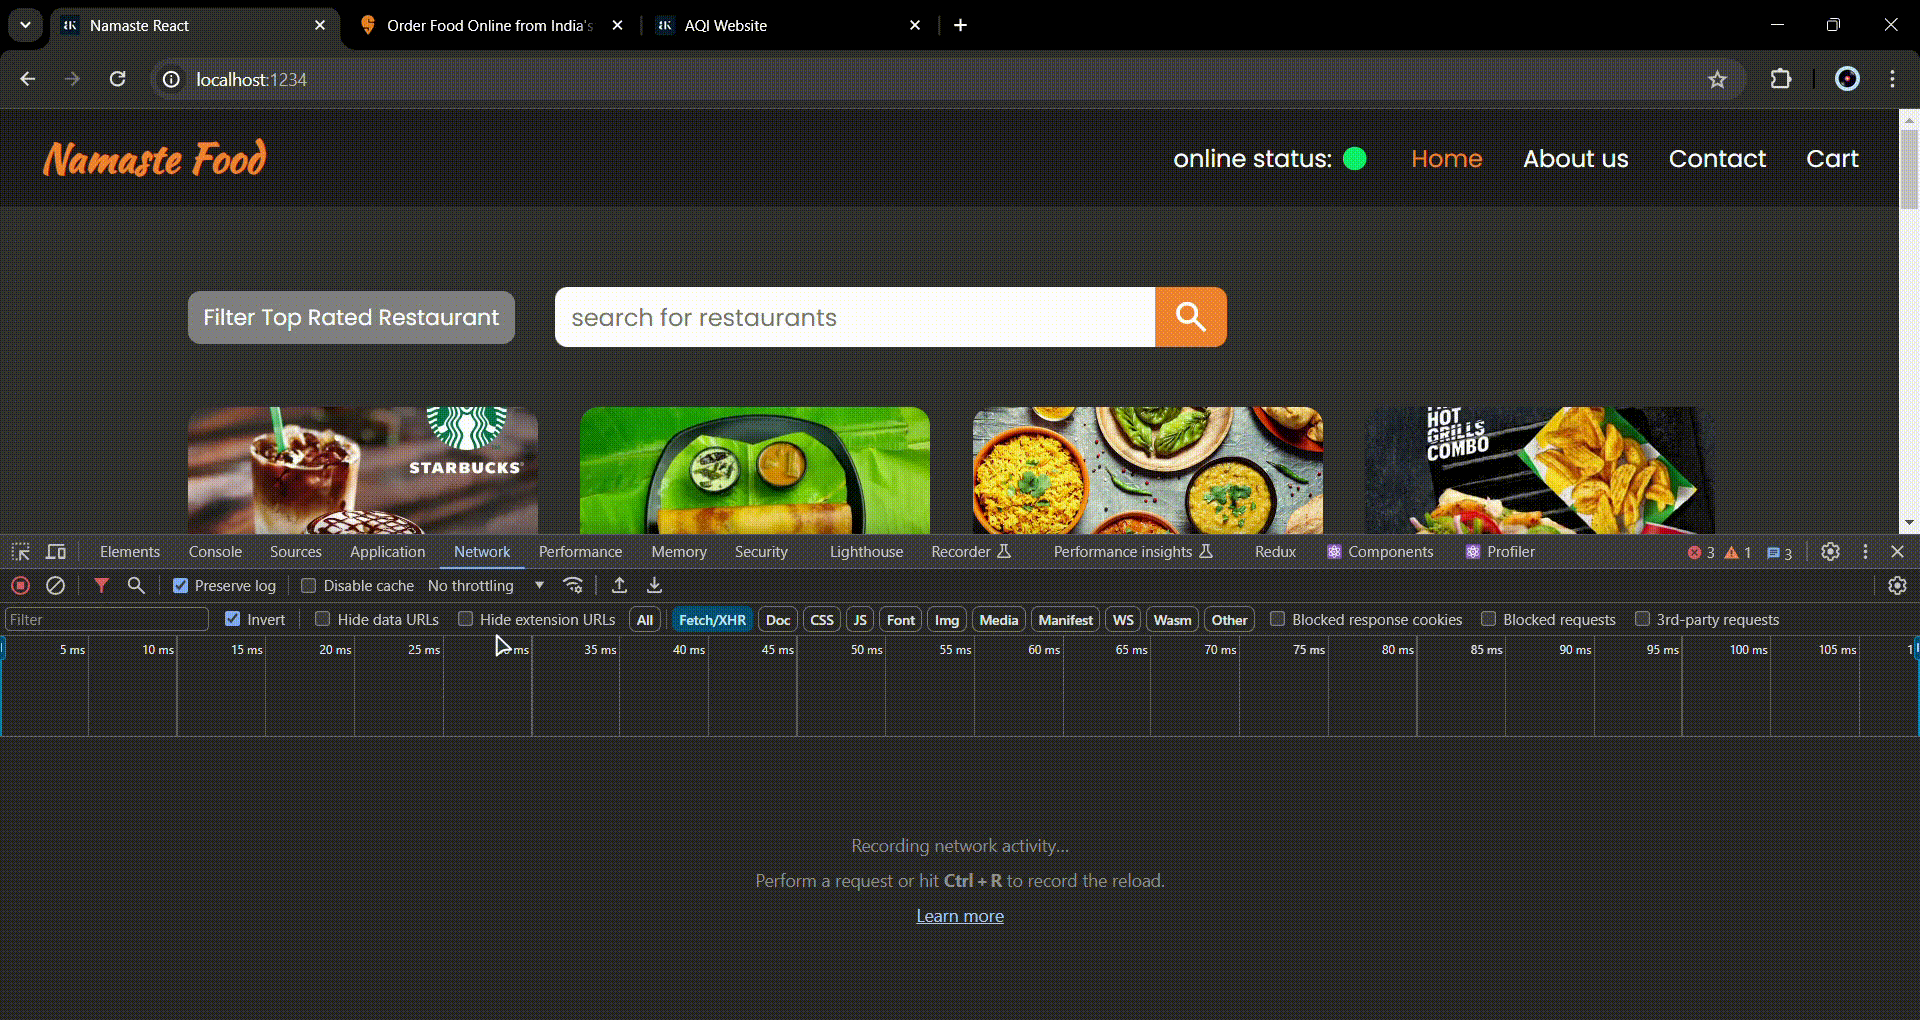 Namaste React
Order Food Online from India's
AQI Website
localhost:1234
Namaste Food
online status:
Home
About us
Contact
Cart
Filter Top Rated Restaurant
search for restaurants
STARBUCKS
HOT
GRILLS
COMBO
Elements
Console
Sources
Application
Network
Performance
Memory
Security
Lighthouse
Recorder
Performance insights
Redux
Components
Profiler
3
1
3
Preserve log
Disable cache
No throttling
Filter
Invert
Hide data URLs
Hide extension URLs
All
Fetch/XHR
Doc
CSS
JS
Font
Img
Media
Manifest
WS
Wasm
Other
Blocked response cookies
Blocked requests
3rd-party requests
5 ms
10 ms
15 ms
20 ms
25 ms
ms
35 ms
40 ms
45 ms
50 ms
55 ms
60 ms
65 ms
70 ms
75 ms
80 ms
85 ms
90 ms
95 ms
100 ms
105 ms
Recording network activity...
Perform a request or hit Ctrl + R to record the reload.
Learn more